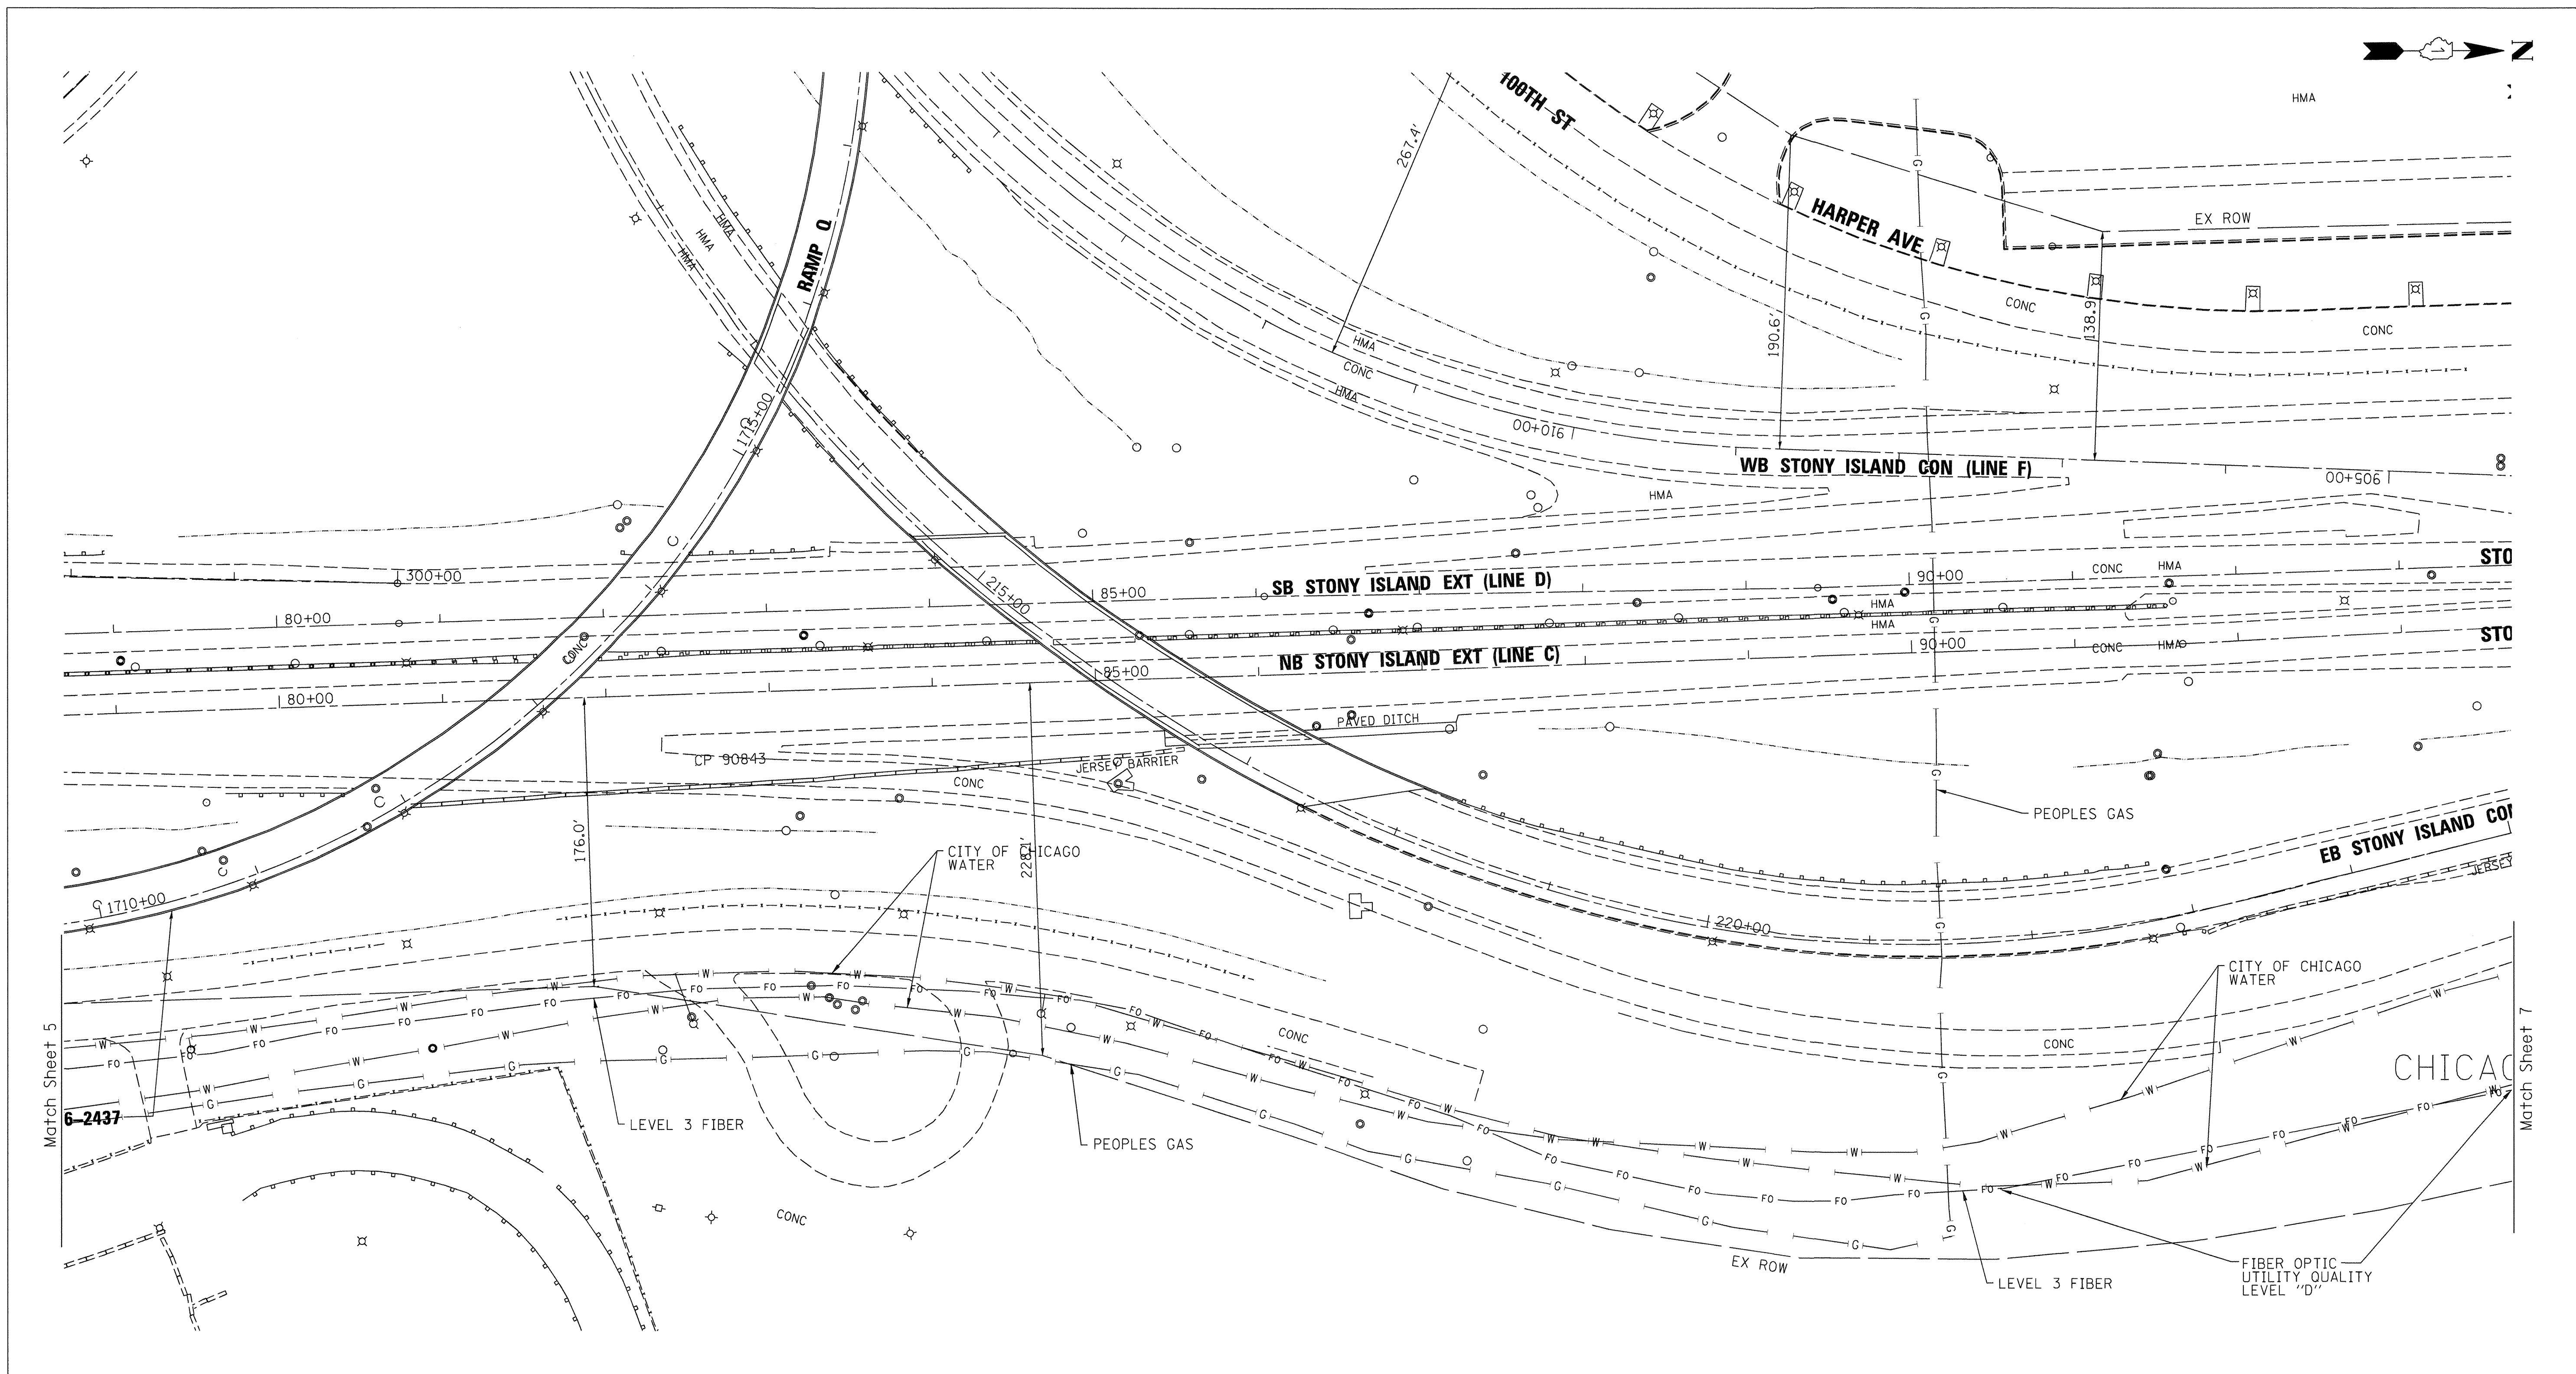 N
100TH ST
HMA
267.4'
HARPER AVE
G
EX ROW
RAMP Q
HMA
HMA
HMA
CONC
CONC
190.6'
138.9'
G
HMA
CONC
HMA
1715+00
910+00
WB STONY ISLAND CON (LINE F)
905+00
HMA
300+00
SB STONY ISLAND EXT (LINE D)
90+00
CONC
HMA
STO
80+00
215+00
85+00
HMA
HMA
G
CONC
NB STONY ISLAND EXT (LINE C)
90+00
CONC
HMA
STO
80+00
85+00
PAVED DITCH
CP 90843
JERSEY BARRIER
CONC
G
PEOPLES GAS
176.0'
CITY OF CHICAGO
WATER
228.1'
EB STONY ISLAND CO
JERSEY
1710+00
220+00
G
CITY OF CHICAGO
WATER
CONC
CONC
CHICAG
Match Sheet 5
Match Sheet 7
W
FO
G
6-2437
LEVEL 3 FIBER
PEOPLES GAS
CONC
EX ROW
LEVEL 3 FIBER
FIBER OPTIC
UTILITY QUALITY
LEVEL "D"